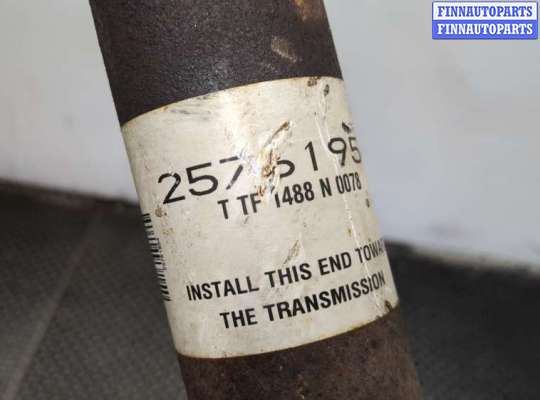 FINNAUTOPARTS
FINNAUTOPARTS
T TF 1488 N 0078
INSTALL THIS END
THE TRANSMISSION